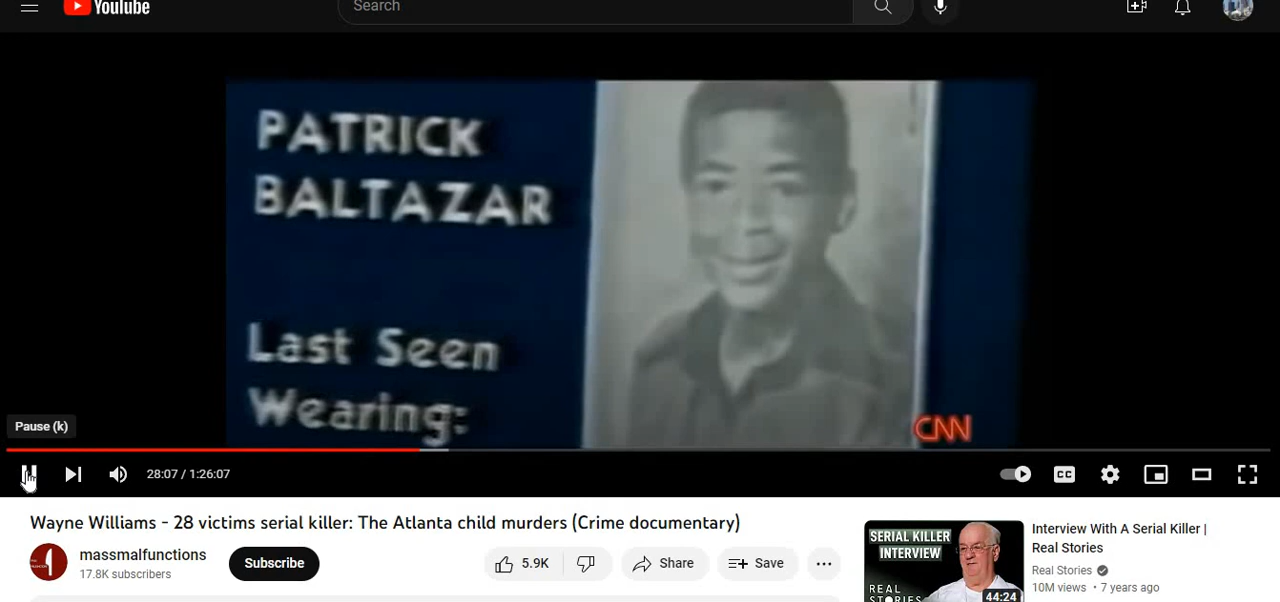 YouTube
Search
PATRICK
BALTAZAR
Last Seen
Wearing:
CNN
Pause (k)
28:07 / 1:26:07
CC
Wayne Williams - 28 victims serial killer: The Atlanta child murders (Crime documentary)
massmalfunctions
17.8K subscribers
Subscribe
5.9K
Share
Save
SERIAL KILLER
INTERVIEW
REAL
STORIES
44:24
Interview With A Serial Killer |
Real Stories
Real Stories
10M views • 7 years ago